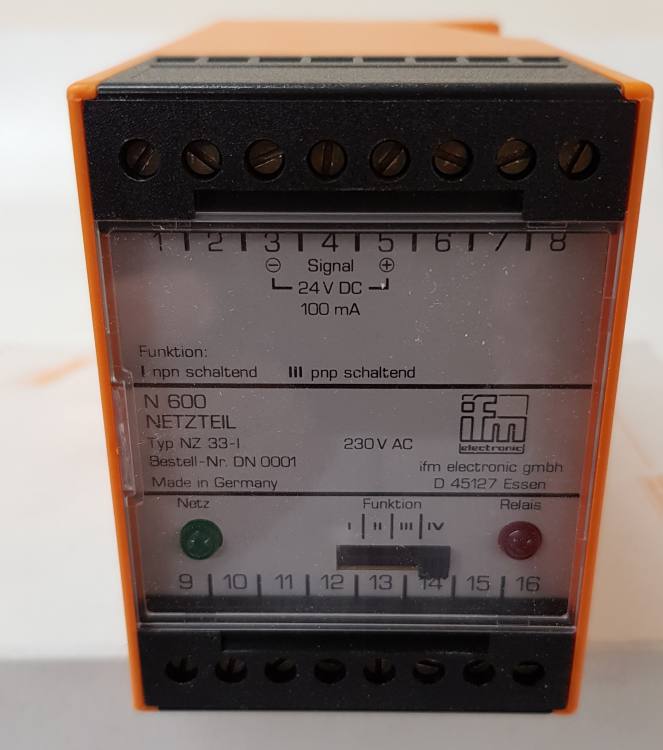 1 2 3 4 5 6 7 8
⊖ Signal ⊕
24 V DC
100 mA
Funktion:
I npn schaltend III pnp schaltend
N 600
NETZTEIL
Typ NZ 33-I 230 V AC
Bestell-Nr. DN 0001
Made in Germany
ifm
electronic
ifm electronic gmbh
D 45127 Essen
Netz Funktion Relais
I II III IV
9 10 11 12 13 14 15 16